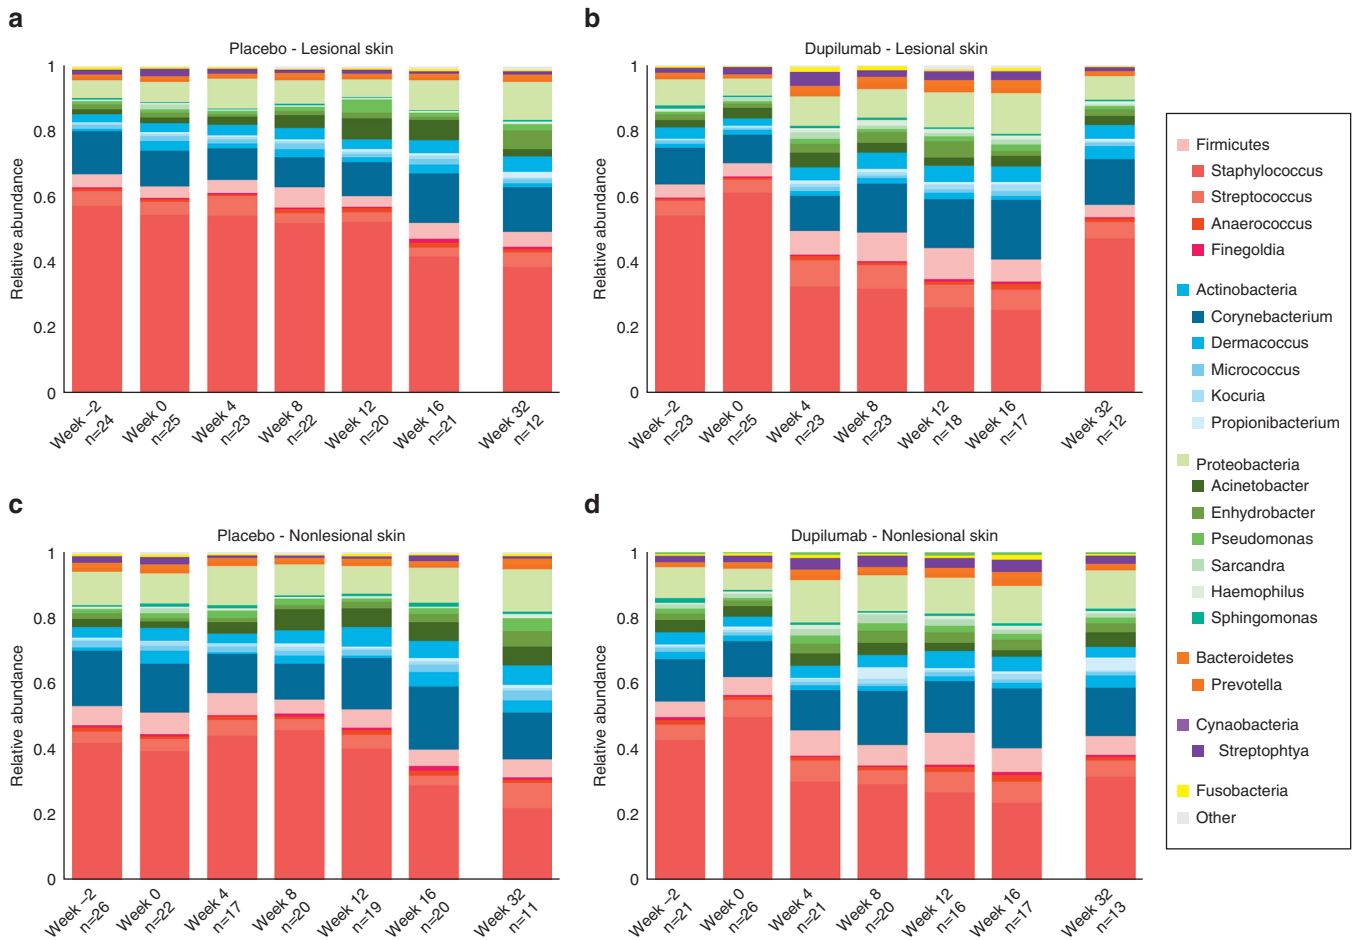 a
Placebo - Lesional skin
Relative abundance
1
0.8
0.6
0.4
0.2
0
Week –2
n=24
Week 0
n=25
Week 4
n=23
Week 8
n=22
Week 12
n=20
Week 16
n=21
Week 32
n=12
b
Dupilumab - Lesional skin
Relative abundance
1
0.8
0.6
0.4
0.2
0
Week –2
n=23
Week 0
n=25
Week 4
n=23
Week 8
n=23
Week 12
n=18
Week 16
n=17
Week 32
n=12
c
Placebo - Nonlesional skin
Relative abundance
1
0.8
0.6
0.4
0.2
0
Week –2
n=26
Week 0
n=22
Week 4
n=17
Week 8
n=20
Week 12
n=19
Week 16
n=20
Week 32
n=11
d
Dupilumab - Nonlesional skin
Relative abundance
1
0.8
0.6
0.4
0.2
0
Week –2
n=21
Week 0
n=26
Week 4
n=21
Week 8
n=20
Week 12
n=16
Week 16
n=17
Week 32
n=13
Firmicutes
Staphylococcus
Streptococcus
Anaerococcus
Finegoldia
Actinobacteria
Corynebacterium
Dermacoccus
Micrococcus
Kocuria
Propionibacterium
Proteobacteria
Acinetobacter
Enhydrobacter
Pseudomonas
Sarcandra
Haemophilus
Sphingomonas
Bacteroidetes
Prevotella
Cynaobacteria
Streptophtya
Fusobacteria
Other